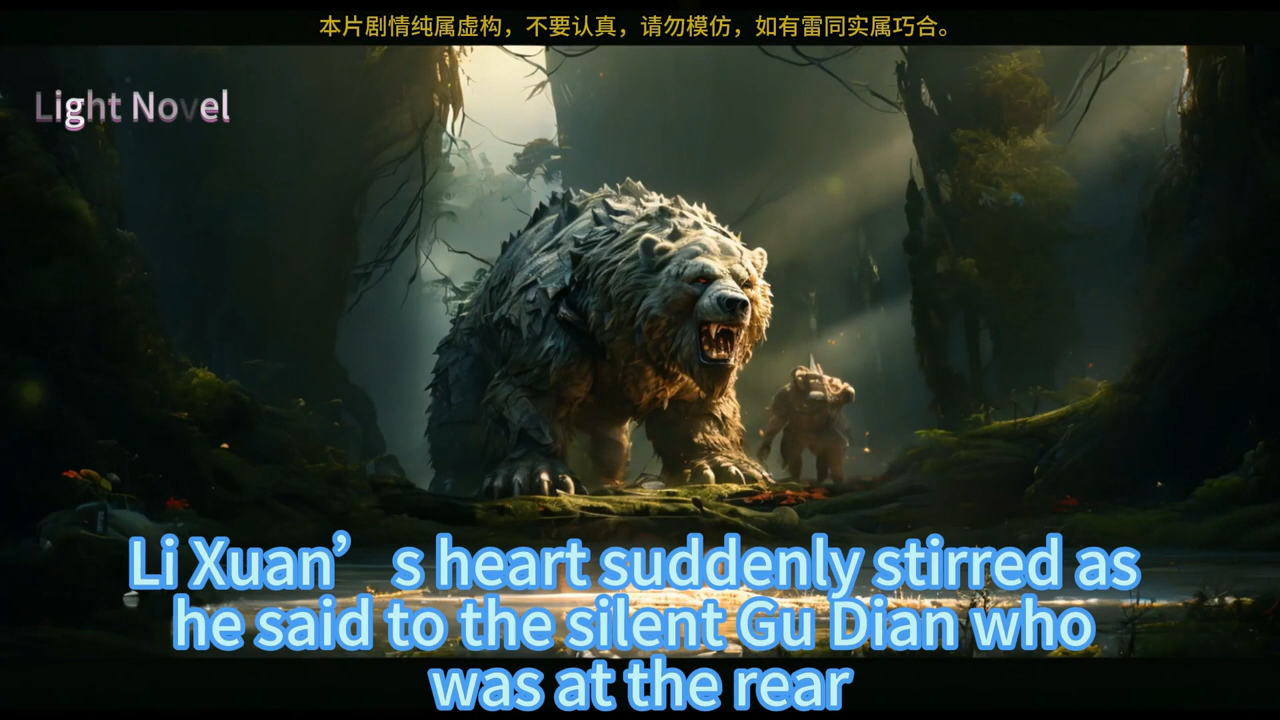 本片剧情纯属虚构，不要认真，请勿模仿，如有雷同实属巧合。
Light Novel
Li Xuan’s heart suddenly stirred as
he said to the silent Gu Dian who
was at the rear